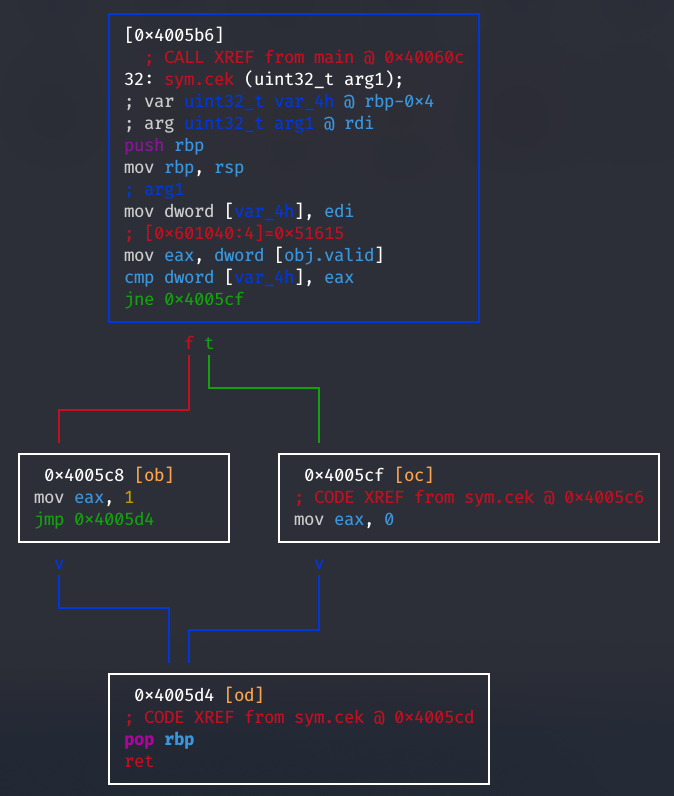 [0x4005b6]
; CALL XREF from main @ 0x40060c
32: sym.cek (uint32_t arg1);
; var uint32_t var_4h @ rbp-0x4
; arg uint32_t arg1 @ rdi
push rbp
mov rbp, rsp
; arg1
mov dword [var_4h], edi
; [0x601040:4]=0x51615
mov eax, dword [obj.valid]
cmp dword [var_4h], eax
jne 0x4005cf
f t
0x4005c8 [ob]
mov eax, 1
jmp 0x4005d4
0x4005cf [oc]
; CODE XREF from sym.cek @ 0x4005c6
mov eax, 0
v v
0x4005d4 [od]
; CODE XREF from sym.cek @ 0x4005cd
pop rbp
ret